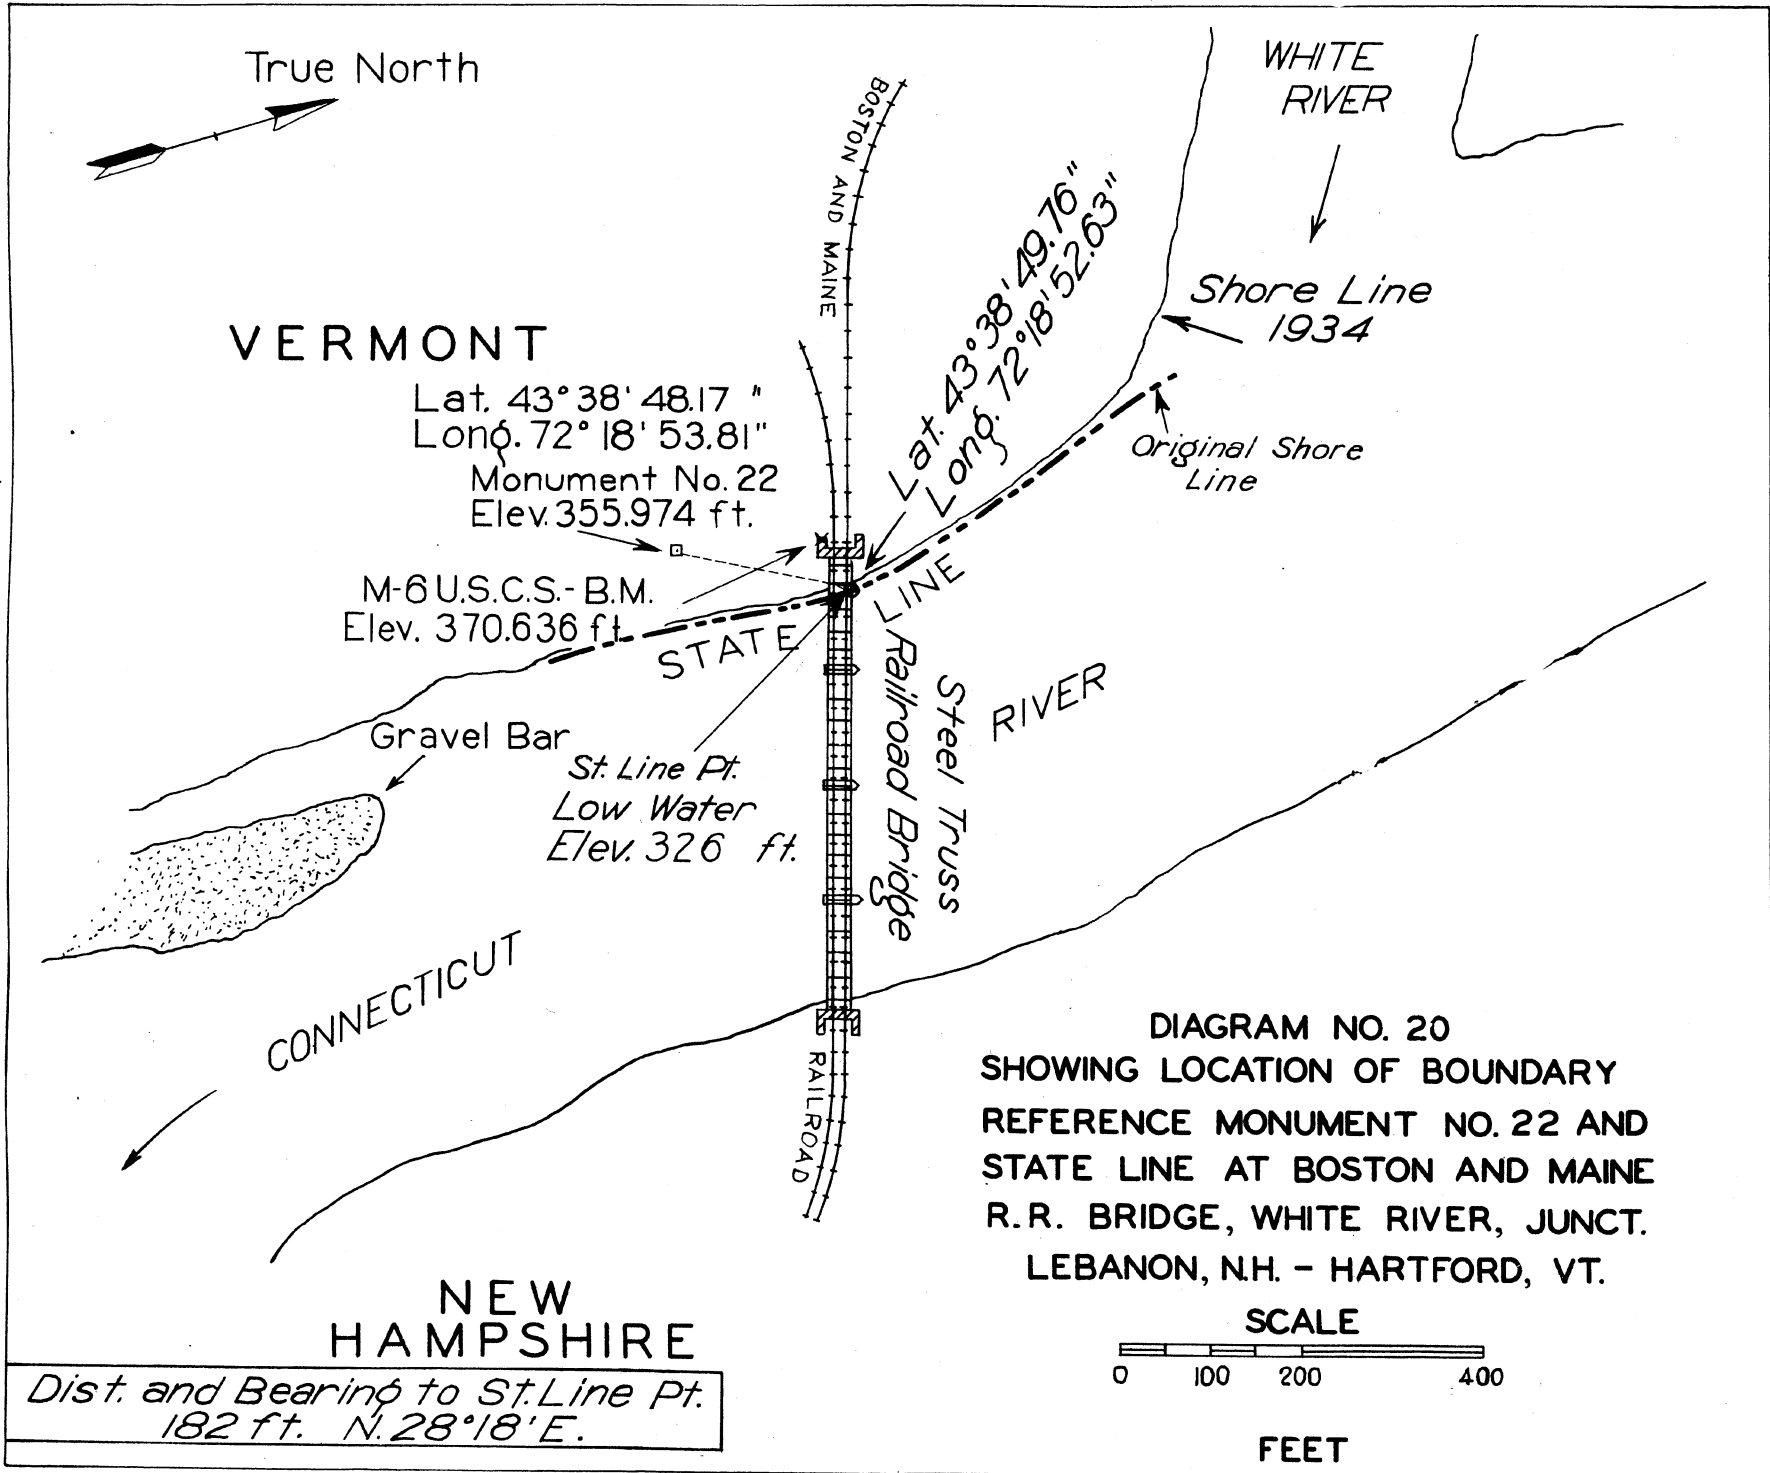 True North
WHITE
RIVER
BOSTON AND MAINE
Lat. 43°38'49.76"
Long. 72°18'52.63"
Shore Line
1934
VERMONT
Lat. 43°38'48.17"
Long. 72°18'53.81"
Monument No. 22
Elev. 355.974 ft.
Original Shore
Line
M-6 U.S.C.S.-B.M.
Elev. 370.636 ft.
STATE LINE
Gravel Bar
St. Line Pt.
Low Water
Elev. 326 ft.
Steel Truss
Railroad Bridge
CONNECTICUT RIVER
RAILROAD
DIAGRAM NO. 20
SHOWING LOCATION OF BOUNDARY
REFERENCE MONUMENT NO. 22 AND
STATE LINE AT BOSTON AND MAINE
R.R. BRIDGE, WHITE RIVER, JUNCT.
LEBANON, N.H. - HARTFORD, VT.
SCALE
0 100 200 400
FEET
NEW
HAMPSHIRE
Dist. and Bearing to St. Line Pt.
182 ft. N. 28°18' E.